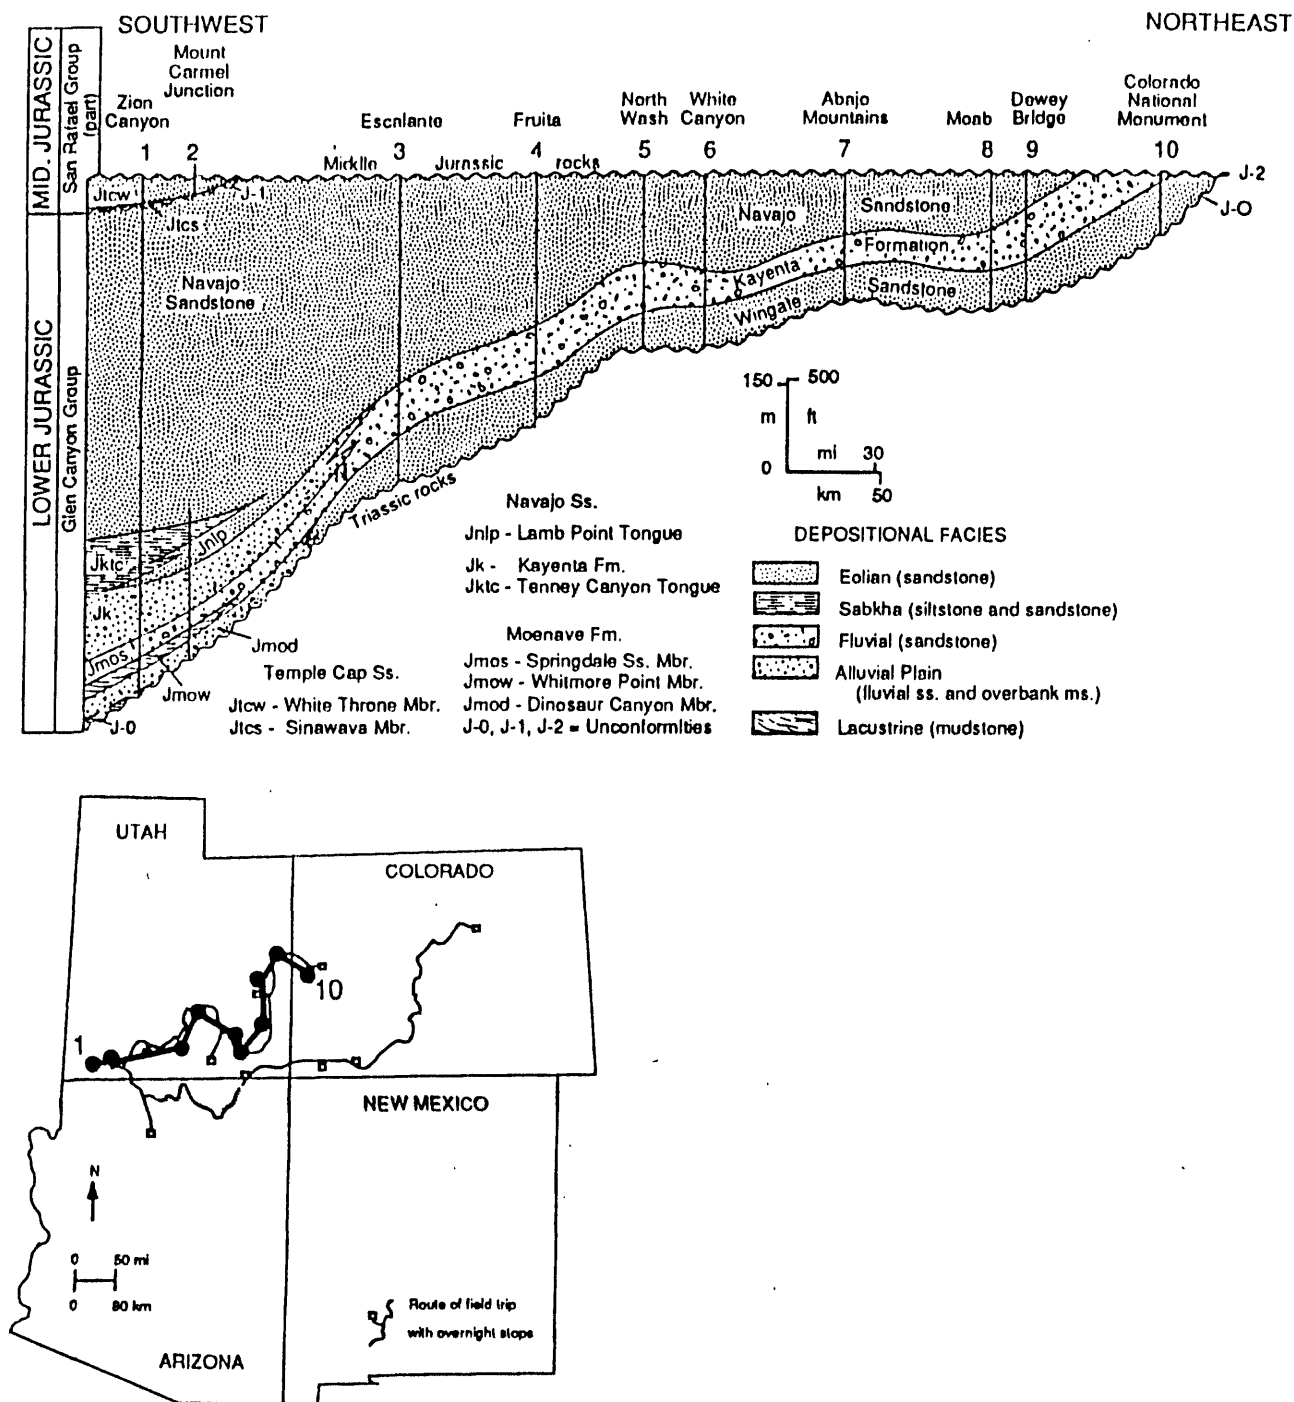 SOUTHWEST
NORTHEAST
MID. JURASSIC
San Rafael Group
(part)
LOWER JURASSIC
Glen Canyon Group
Zion
Canyon
Mount
Carmel
Junction
Escalante
Fruita
North
Wash
White
Canyon
Abajo
Mountains
Moab
Dewey
Bridge
Colorado
National
Monument
1
2
3
4
5
6
7
8
9
10
Middle Jurassic rocks
J-2
J-O
Jtcw
J-1
Jtcs
Navajo
Sandstone
Navajo
Sandstone
Kayenta
Formation
Wingate
Sandstone
Triassic rocks
Jnlp
Jktc
Jk
Jmos
Jmod
Jmow
J-0
150
500
m
ft
0
mi 30
km 50
Navajo Ss.
Jnlp - Lamb Point Tongue
Jk - Kayenta Fm.
Jktc - Tenney Canyon Tongue
Moenave Fm.
Jmos - Springdale Ss. Mbr.
Jmow - Whitmore Point Mbr.
Jmod - Dinosaur Canyon Mbr.
J-0, J-1, J-2 = Unconformities
Temple Cap Ss.
Jtcw - White Throne Mbr.
Jtcs - Sinawava Mbr.
DEPOSITIONAL FACIES
Eolian (sandstone)
Sabkha (siltstone and sandstone)
Fluvial (sandstone)
Alluvial Plain
(fluvial ss. and overbank ms.)
Lacustrine (mudstone)
UTAH
COLORADO
1
10
NEW MEXICO
N
0 50 mi
0 80 km
Route of field trip
with overnight stops
ARIZONA